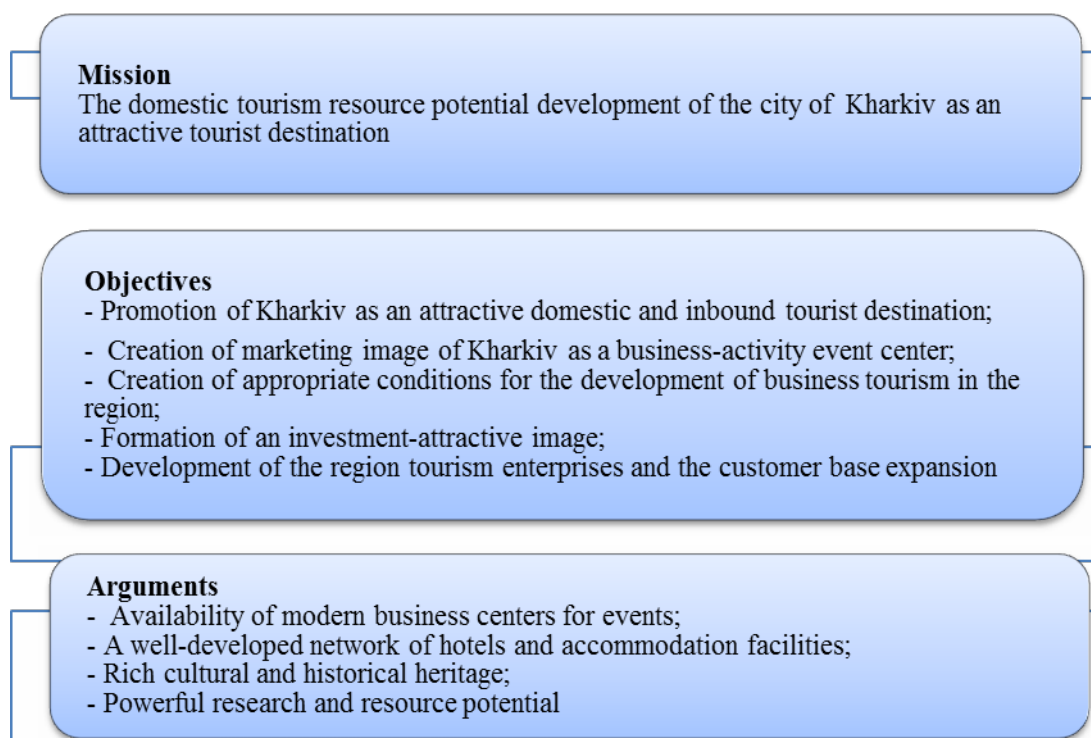 Mission
The domestic tourism resource potential development of the city of Kharkiv as an
attractive tourist destination
Objectives
- Promotion of Kharkiv as an attractive domestic and inbound tourist destination;
- Creation of marketing image of Kharkiv as a business-activity event center;
- Creation of appropriate conditions for the development of business tourism in the
region;
- Formation of an investment-attractive image;
- Development of the region tourism enterprises and the customer base expansion
Arguments
- Availability of modern business centers for events;
- A well-developed network of hotels and accommodation facilities;
- Rich cultural and historical heritage;
- Powerful research and resource potential